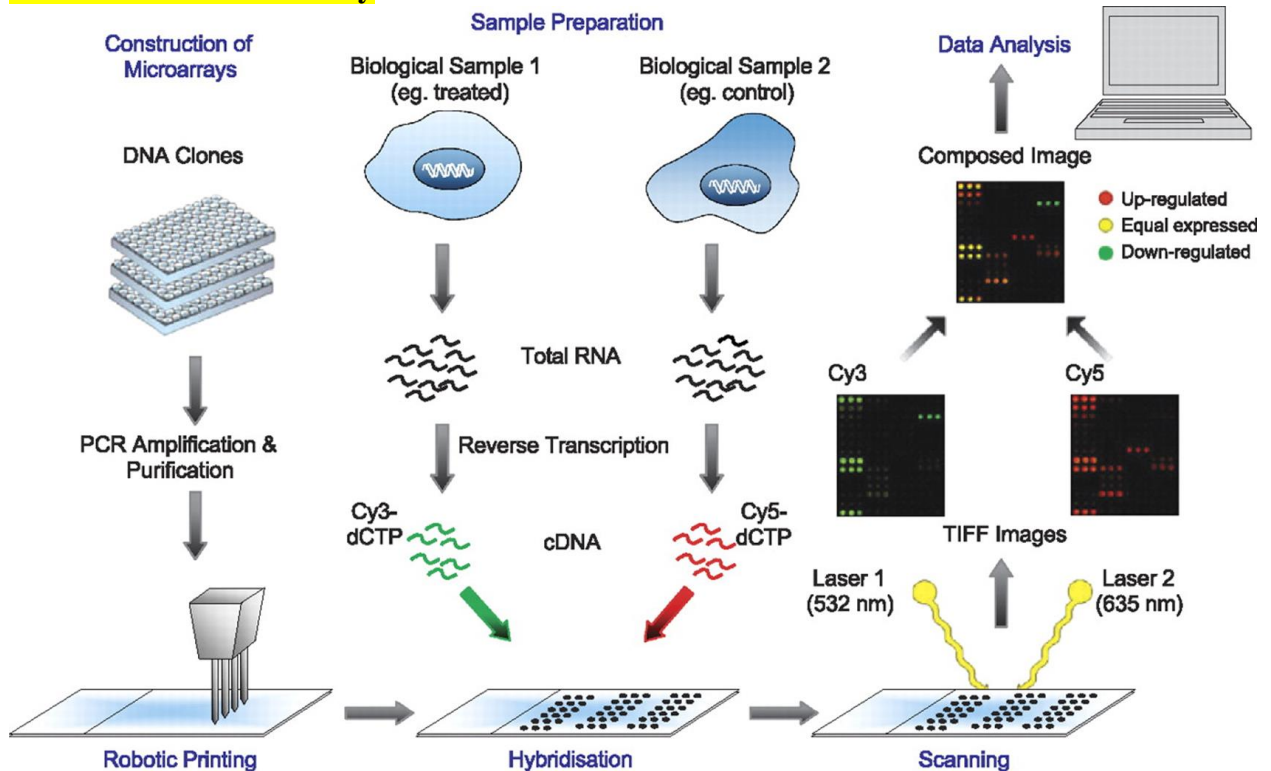 Construction of
Microarrays
DNA Clones
PCR Amplification &
Purification
Robotic Printing
Sample Preparation
Biological Sample 1
(eg. treated)
Biological Sample 2
(eg. control)
Total RNA
Reverse Transcription
Cy3-
dCTP
cDNA
Cy5-
dCTP
Hybridisation
Data Analysis
Composed Image
Up-regulated
Equal expressed
Down-regulated
Cy3
Cy5
TIFF Images
Laser 1
(532 nm)
Laser 2
(635 nm)
Scanning